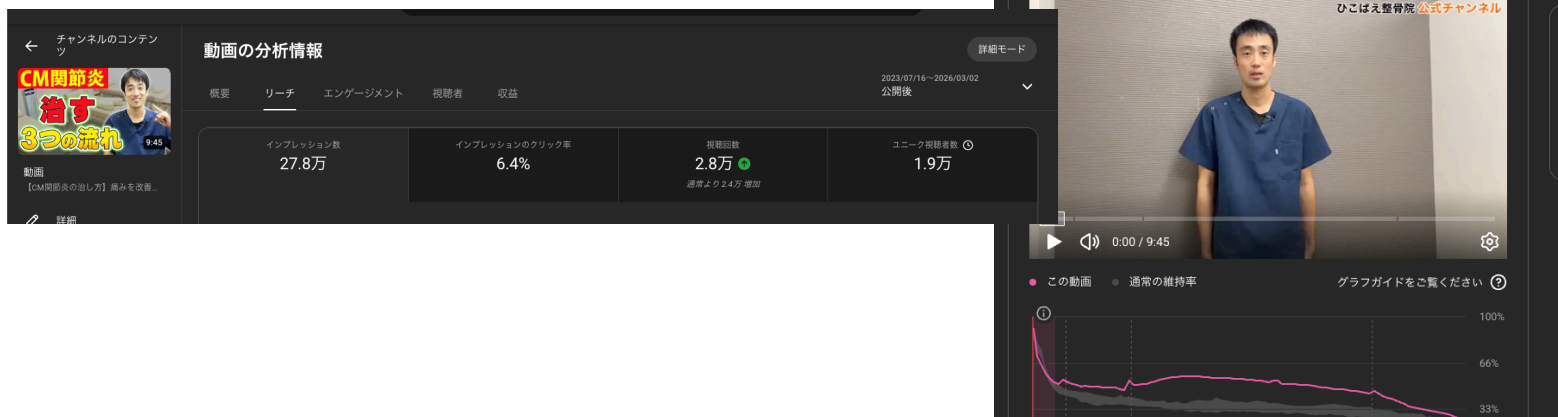 チャンネルのコンテン
ツ
CM関節炎
治す
3つの流れ
9:45
動画
【CM関節炎の治し方】痛みを改善…
詳細
動画の分析情報
詳細モード
概要
リーチ
エンゲージメント
視聴者
収益
2023/07/16～2026/03/02
公開後
インプレッション数
27.8万
インプレッションのクリック率
6.4%
視聴回数
2.8万
通常より 2.4万 増加
ユニーク視聴者数
1.9万
ひこばえ整骨院 公式チャンネル
0:00 / 9:45
この動画
通常の維持率
グラフガイドをご覧ください
100%
66%
33%